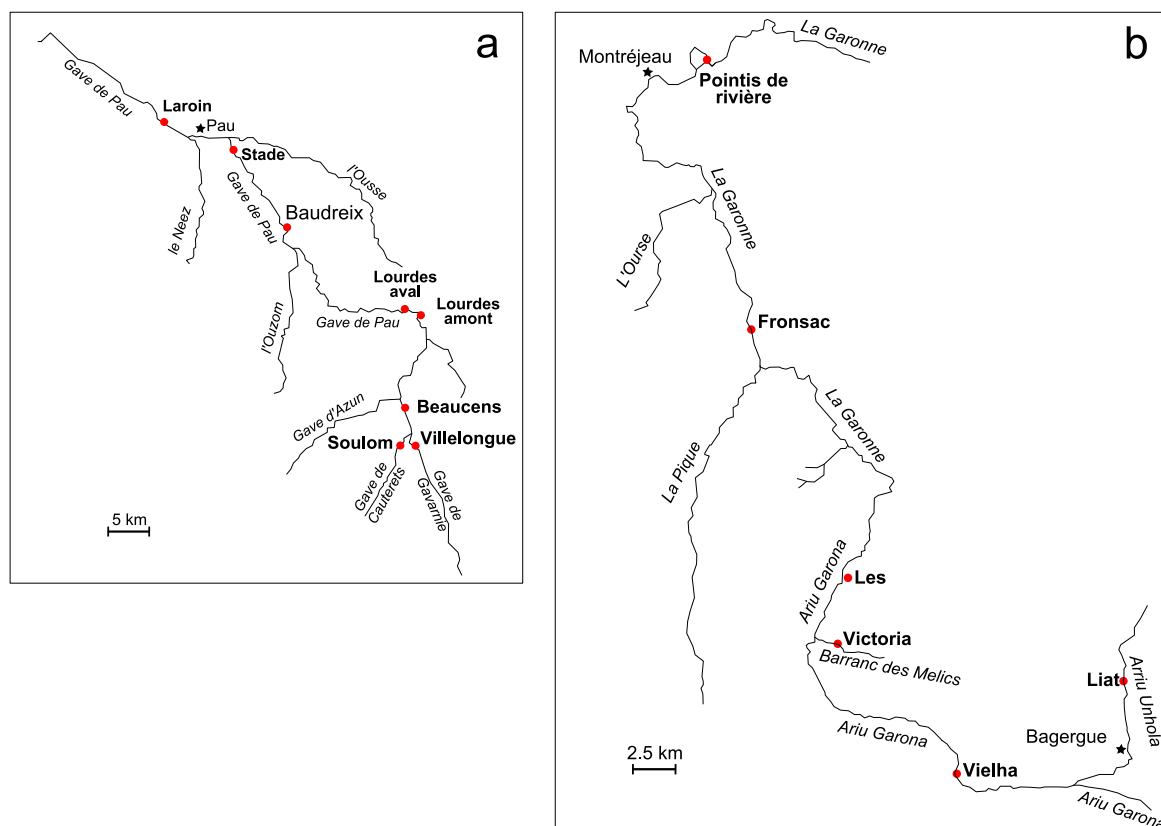 a
Gave de Pau
Laroin
Pau
Stade
l'Ousse
Gave de Pau
le Neez
Baudreix
Lourdes
aval
Lourdes
amont
Gave de Pau
l'Ouzom
Beaucens
Gave d'Azun
Soulom
Villelongue
Gave de
Cauterets
Gave de
Gavarnie
5 km
b
La Garonne
Montréjeau
Pointis de
rivière
La Garonne
L'Ourse
Fronsac
La Garonne
La Pique
Ariu Garona
Les
Victoria
Barranc des Melics
Liat
Arriu Unhola
Ariu Garona
Bagergue
2.5 km
Vielha
Ariu Garona